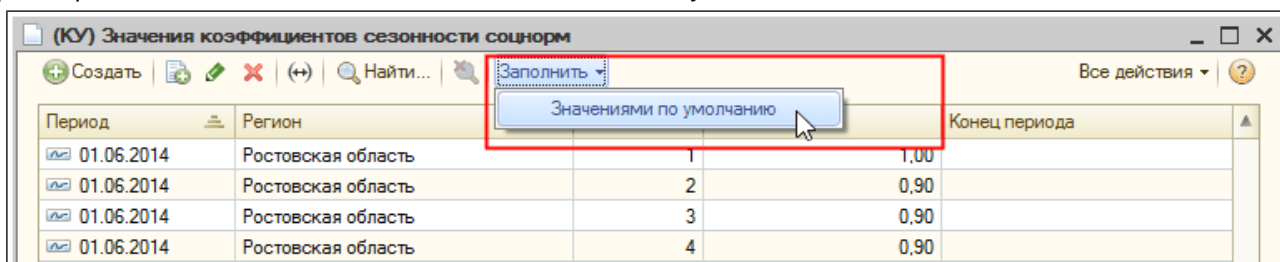 (КУ) Значения коэффициентов сезонности соцнорм
Создать Найти... Заполнить Все действия
Значениями по умолчанию
Период Регион Конец периода
01.06.2014 Ростовская область 1 1,00
01.06.2014 Ростовская область 2 0,90
01.06.2014 Ростовская область 3 0,90
01.06.2014 Ростовская область 4 0,90